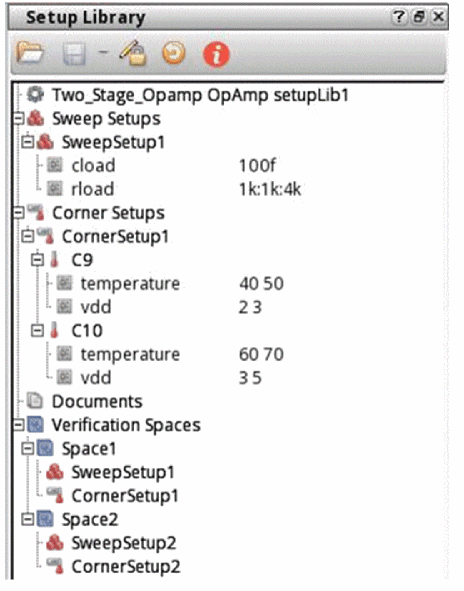 Setup Library
Two_Stage_Opamp OpAmp setupLib1
Sweep Setups
SweepSetup1
cload 100f
rload 1k:1k:4k
Corner Setups
CornerSetup1
C9
temperature 40 50
vdd 2 3
C10
temperature 60 70
vdd 3 5
Documents
Verification Spaces
Space1
SweepSetup1
CornerSetup1
Space2
SweepSetup2
CornerSetup2